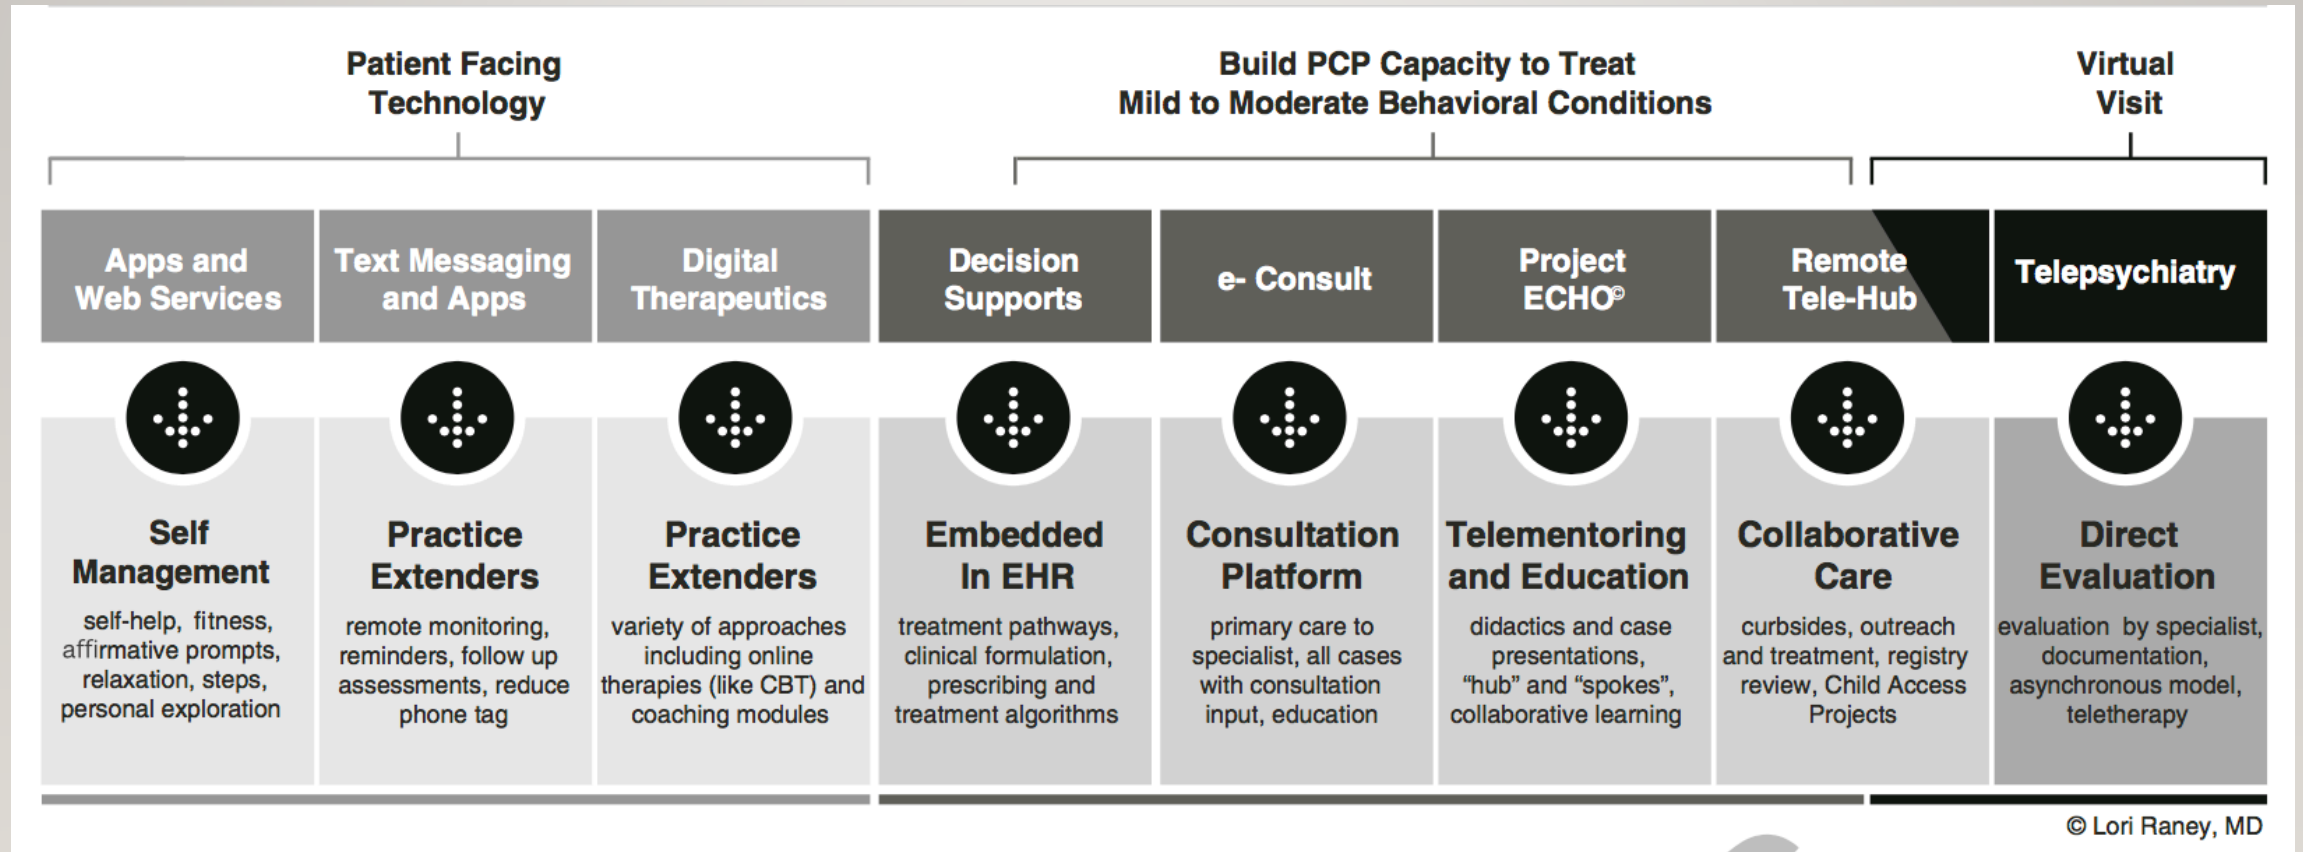 Patient Facing
Technology
Build PCP Capacity to Treat
Mild to Moderate Behavioral Conditions
Virtual
Visit
Apps and
Web Services
Text Messaging
and Apps
Digital
Therapeutics
Decision
Supports
e- Consult
Project
ECHO©
Remote
Tele-Hub
Telepsychiatry
Self
Management
self-help, fitness,
affirmative prompts,
relaxation, steps,
personal exploration
Practice
Extenders
remote monitoring,
reminders, follow up
assessments, reduce
phone tag
Practice
Extenders
variety of approaches
including online
therapies (like CBT) and
coaching modules
Embedded
In EHR
treatment pathways,
clinical formulation,
prescribing and
treatment algorithms
Consultation
Platform
primary care to
specialist, all cases
with consultation
input, education
Telementoring
and Education
didactics and case
presentations,
“hub” and “spokes”,
collaborative learning
Collaborative
Care
curbsides, outreach
and treatment, registry
review, Child Access
Projects
Direct
Evaluation
evaluation by specialist,
documentation,
asynchronous model,
teletherapy
© Lori Raney, MD